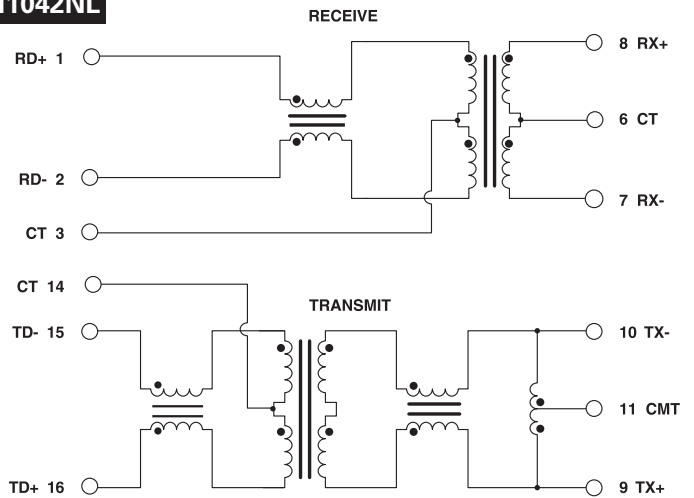 RECEIVE
RD+ 1
RD- 2
CT 3
8 RX+
6 CT
7 RX-
CT 14
TD- 15
TD+ 16
TRANSMIT
10 TX-
11 CMT
9 TX+